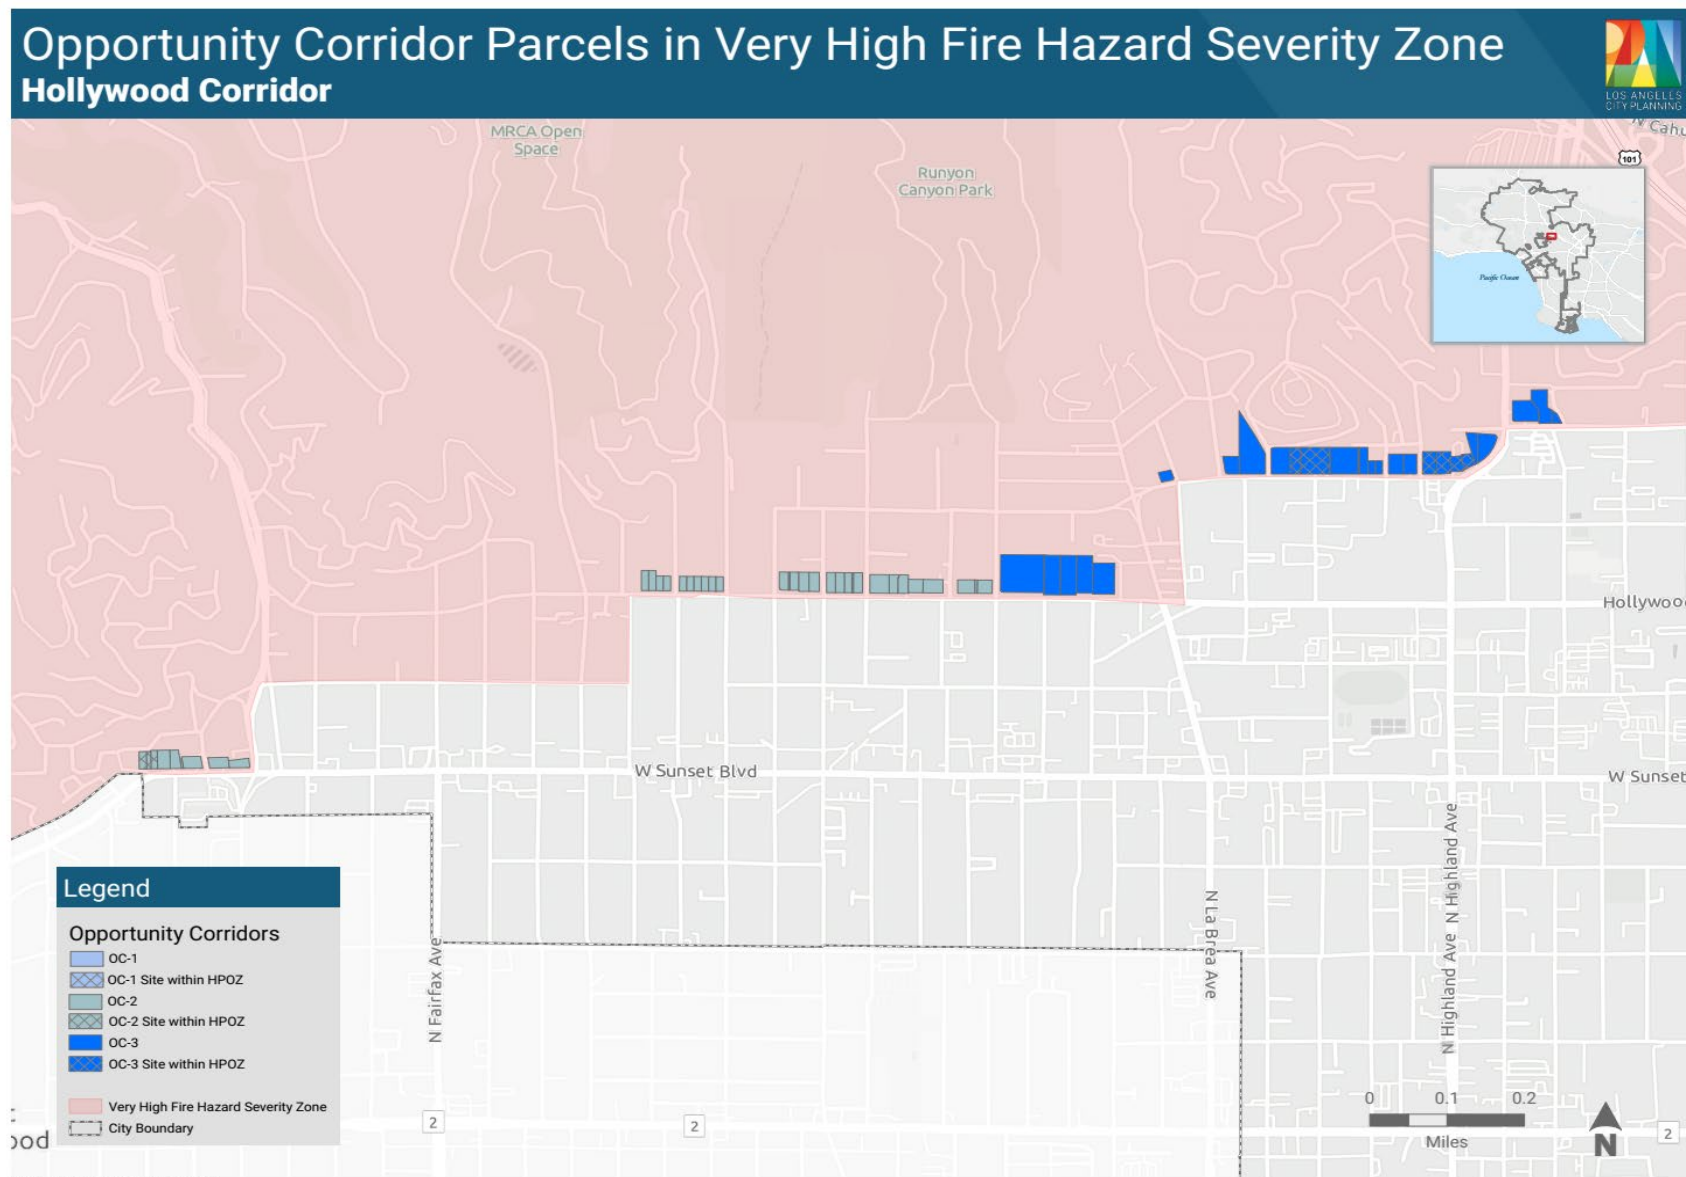 Opportunity Corridor Parcels in Very High Fire Hazard Severity Zone
Hollywood Corridor
LOS ANGELES
CITY PLANNING
MRCA Open
Space
Runyon
Canyon Park
N Cahu
101
Pacific Ocean
Hollywoo
W Sunset Blvd
W Sunset
N Fairfax Ave
N La Brea Ave
N Highland Ave
N Highland Ave
Legend
Opportunity Corridors
OC-1
OC-1 Site within HPOZ
OC-2
OC-2 Site within HPOZ
OC-3
OC-3 Site within HPOZ
Very High Fire Hazard Severity Zone
City Boundary
ood
2
2
2
0 0.1 0.2
Miles
N